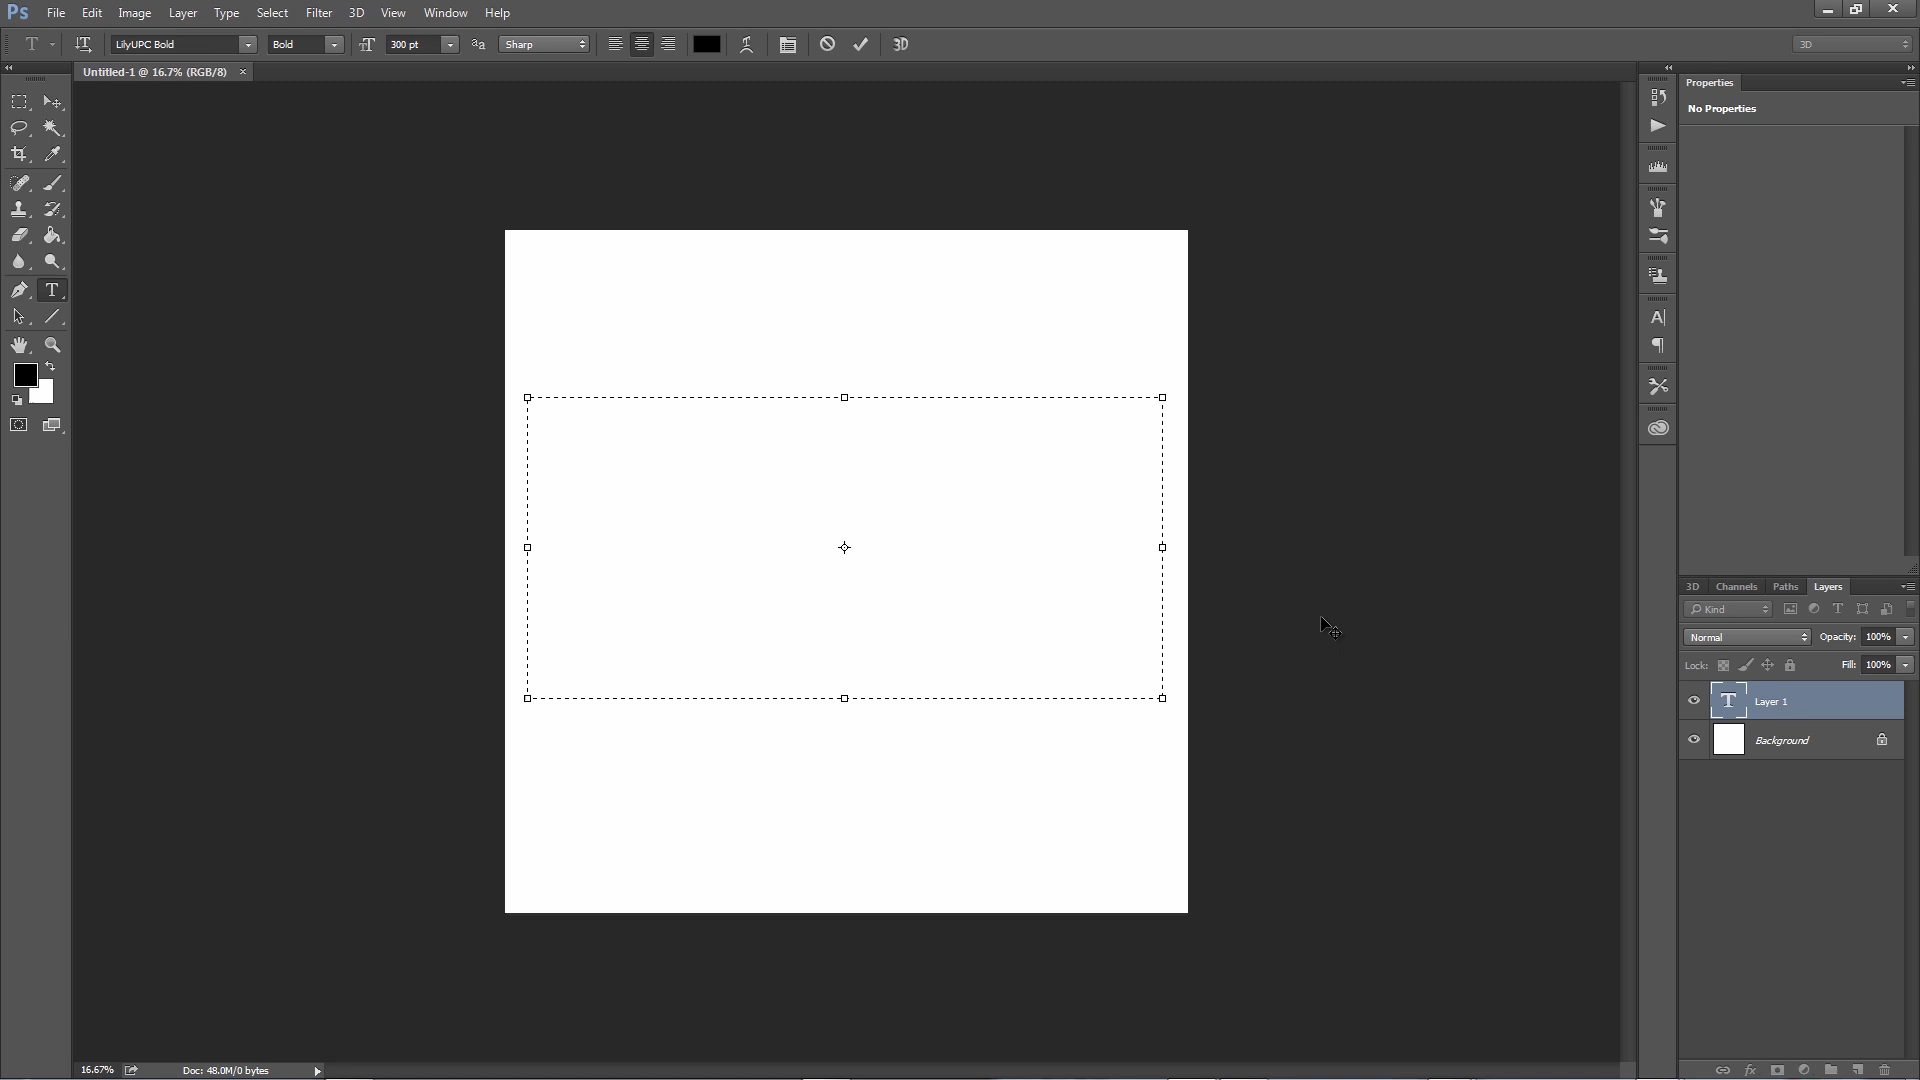 Ps File Edit Image Layer Type Select Filter 3D View Window Help
LilyUPC Bold Bold 300 pt Sharp 3D 3D
Untitled-1 @ 16.7% (RGB/8)
Properties
No Properties
3D Channels Paths Layers
Kind
Normal Opacity: 100%
Lock: Fill: 100%
Layer 1
Background
16.67% Doc: 48.0M/0 bytes